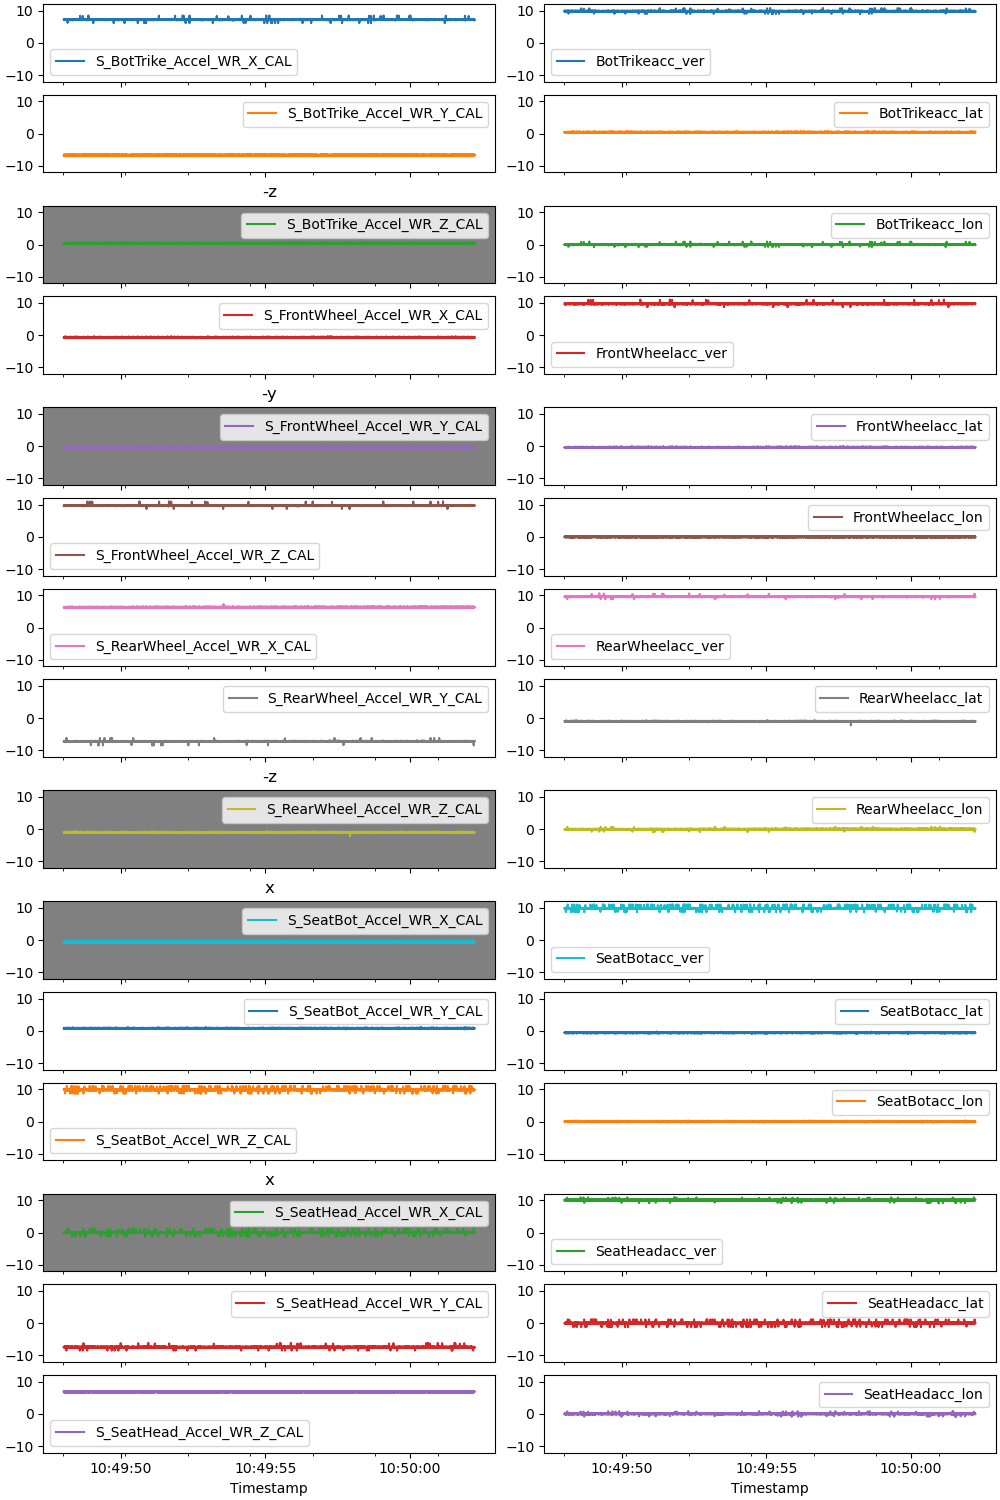 10
0
−10
S_BotTrike_Accel_WR_X_CAL
10
0
−10
BotTrikeacc_ver
10
0
−10
S_BotTrike_Accel_WR_Y_CAL
10
0
−10
BotTrikeacc_lat
-z
10
0
−10
S_BotTrike_Accel_WR_Z_CAL
10
0
−10
BotTrikeacc_lon
10
0
−10
S_FrontWheel_Accel_WR_X_CAL
10
0
−10
FrontWheelacc_ver
-y
10
0
−10
S_FrontWheel_Accel_WR_Y_CAL
10
0
−10
FrontWheelacc_lat
10
0
−10
S_FrontWheel_Accel_WR_Z_CAL
10
0
−10
FrontWheelacc_lon
10
0
−10
S_RearWheel_Accel_WR_X_CAL
10
0
−10
RearWheelacc_ver
10
0
−10
S_RearWheel_Accel_WR_Y_CAL
10
0
−10
RearWheelacc_lat
-z
10
0
−10
S_RearWheel_Accel_WR_Z_CAL
10
0
−10
RearWheelacc_lon
x
10
0
−10
S_SeatBot_Accel_WR_X_CAL
10
0
−10
SeatBotacc_ver
10
0
−10
S_SeatBot_Accel_WR_Y_CAL
10
0
−10
SeatBotacc_lat
10
0
−10
S_SeatBot_Accel_WR_Z_CAL
10
0
−10
SeatBotacc_lon
x
10
0
−10
S_SeatHead_Accel_WR_X_CAL
10
0
−10
SeatHeadacc_ver
10
0
−10
S_SeatHead_Accel_WR_Y_CAL
10
0
−10
SeatHeadacc_lat
10
0
−10
S_SeatHead_Accel_WR_Z_CAL
10
0
−10
SeatHeadacc_lon
10:49:50 10:49:55 10:50:00
Timestamp
10:49:50 10:49:55 10:50:00
Timestamp